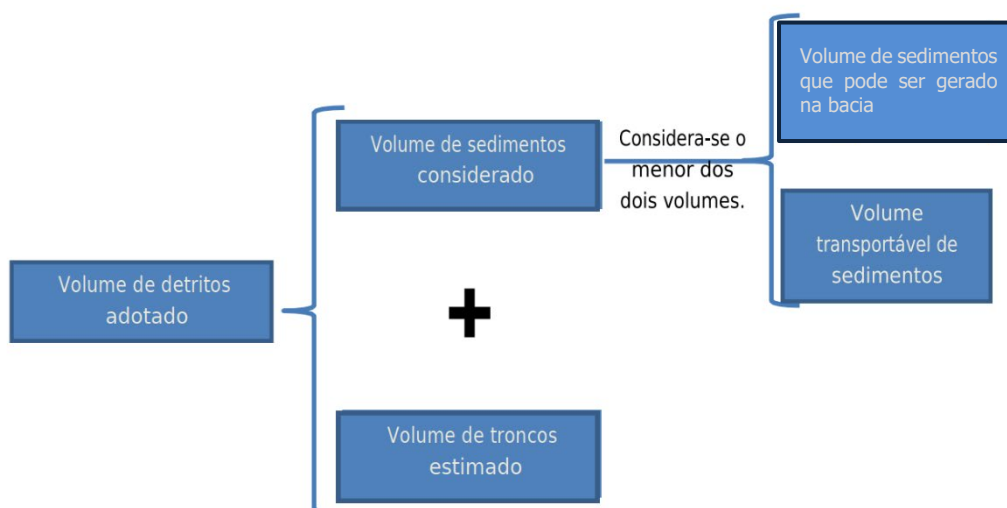 Volume de detritos
adotado
Volume de sedimentos
considerado
+
Volume de troncos
estimado
Considera-se o
menor dos
dois volumes.
Volume de sedimentos
que pode ser gerado
na bacia
Volume
transportável de
sedimentos